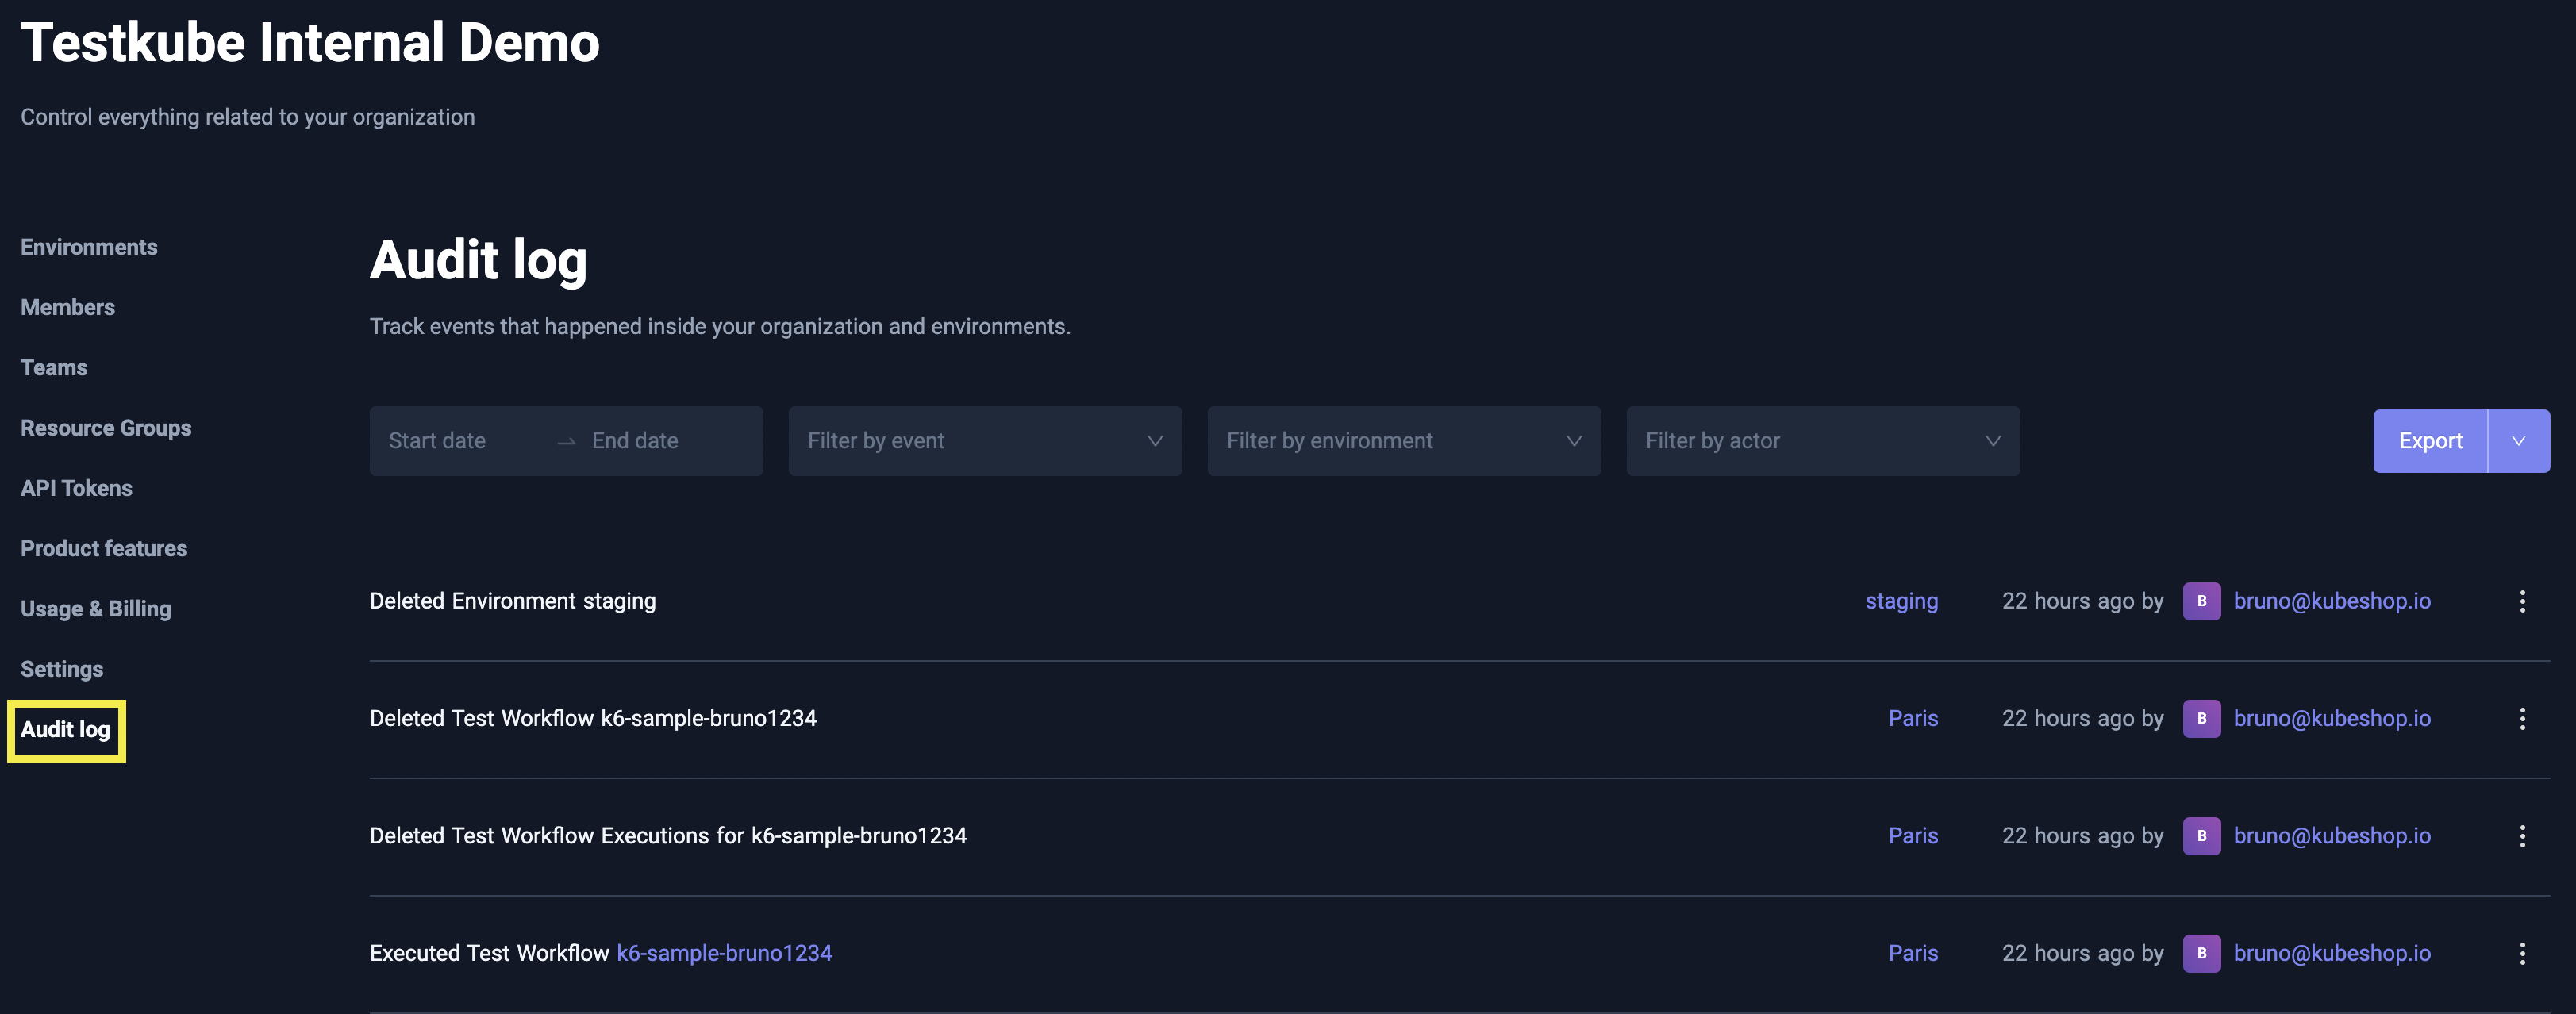 Testkube Internal Demo
Control everything related to your organization
Environments
Members
Teams
Resource Groups
API Tokens
Product features
Usage & Billing
Settings
Audit log
Audit log
Track events that happened inside your organization and environments.
Start date → End date
Filter by event
Filter by environment
Filter by actor
Export
Deleted Environment staging staging 22 hours ago by B bruno@kubeshop.io
Deleted Test Workflow k6-sample-bruno1234 Paris 22 hours ago by B bruno@kubeshop.io
Deleted Test Workflow Executions for k6-sample-bruno1234 Paris 22 hours ago by B bruno@kubeshop.io
Executed Test Workflow k6-sample-bruno1234 Paris 22 hours ago by B bruno@kubeshop.io